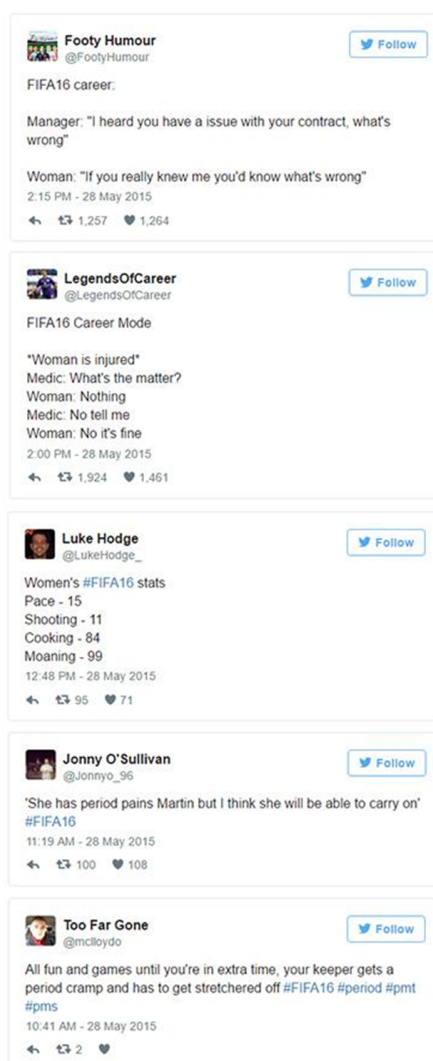 Footy Humour
@FootyHumour
Follow
FIFA16 career:
Manager: "I heard you have a issue with your contract, what's
wrong"
Woman: "If you really knew me you'd know what's wrong"
2:15 PM - 28 May 2015
1,257 1,264
LegendsOfCareer
@LegendsOfCareer
Follow
FIFA16 Career Mode
*Woman is injured*
Medic: What's the matter?
Woman: Nothing
Medic: No tell me
Woman: No it's fine
2:00 PM - 28 May 2015
1,924 1,461
Luke Hodge
@LukeHodge_
Follow
Women's #FIFA16 stats
Pace - 15
Shooting - 11
Cooking - 84
Moaning - 99
12:48 PM - 28 May 2015
95 71
Jonny O'Sullivan
@Jonnyo_96
Follow
'She has period pains Martin but I think she will be able to carry on'
#FIFA16
11:19 AM - 28 May 2015
100 108
Too Far Gone
@mclloydo
Follow
All fun and games until you're in extra time, your keeper gets a
period cramp and has to get stretchered off #FIFA16 #period #pmt
#pms
10:41 AM - 28 May 2015
2